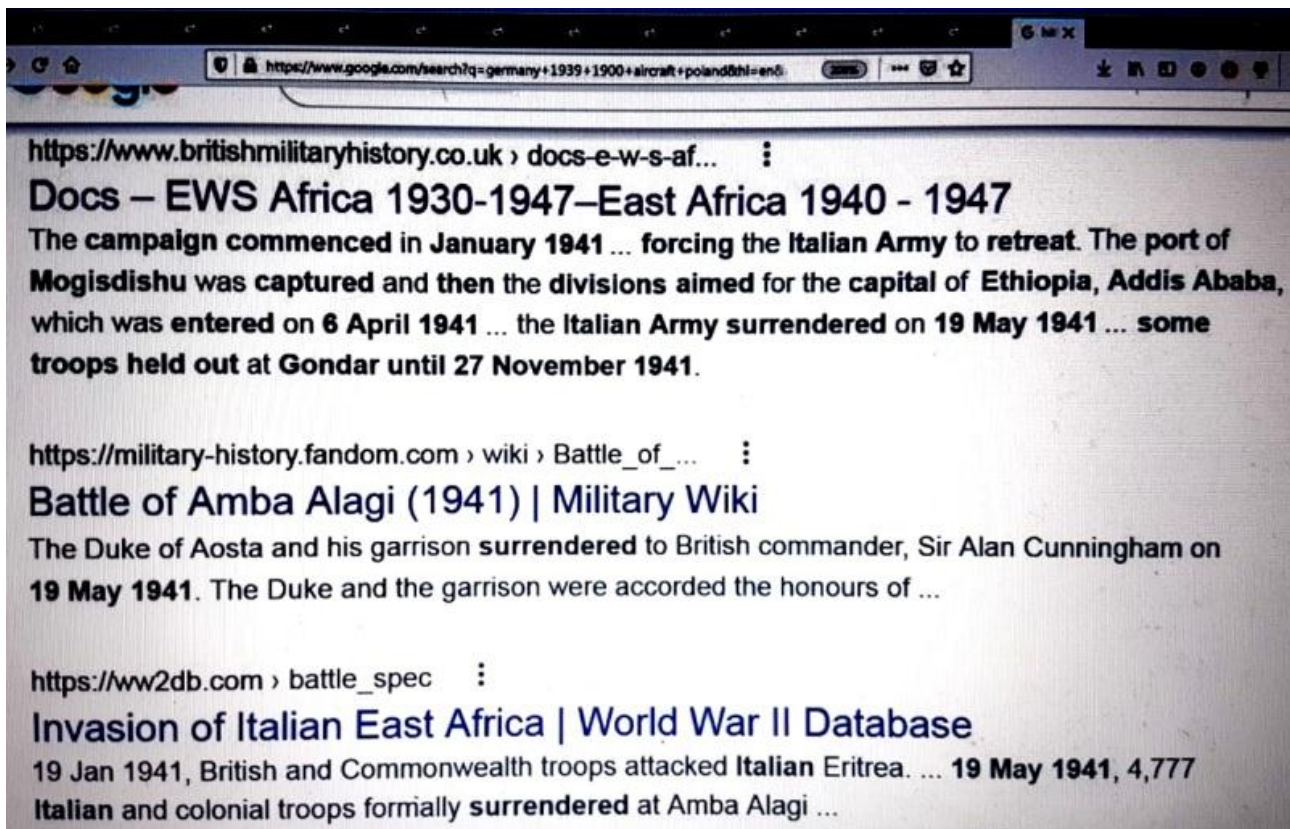 https://www.google.com/search?q=germany+1939+1900+aircraft+poland&hl=en&
https://www.britishmilitaryhistory.co.uk › docs-e-w-s-af...
Docs – EWS Africa 1930-1947–East Africa 1940 - 1947
The campaign commenced in January 1941 ... forcing the Italian Army to retreat. The port of
Mogisdishu was captured and then the divisions aimed for the capital of Ethiopia, Addis Ababa,
which was entered on 6 April 1941 ... the Italian Army surrendered on 19 May 1941 ... some
troops held out at Gondar until 27 November 1941.
https://military-history.fandom.com › wiki › Battle_of_...
Battle of Amba Alagi (1941) | Military Wiki
The Duke of Aosta and his garrison surrendered to British commander, Sir Alan Cunningham on
19 May 1941. The Duke and the garrison were accorded the honours of ...
https://ww2db.com › battle_spec
Invasion of Italian East Africa | World War II Database
19 Jan 1941, British and Commonwealth troops attacked Italian Eritrea. ... 19 May 1941, 4,777
Italian and colonial troops formially surrendered at Amba Alagi ...